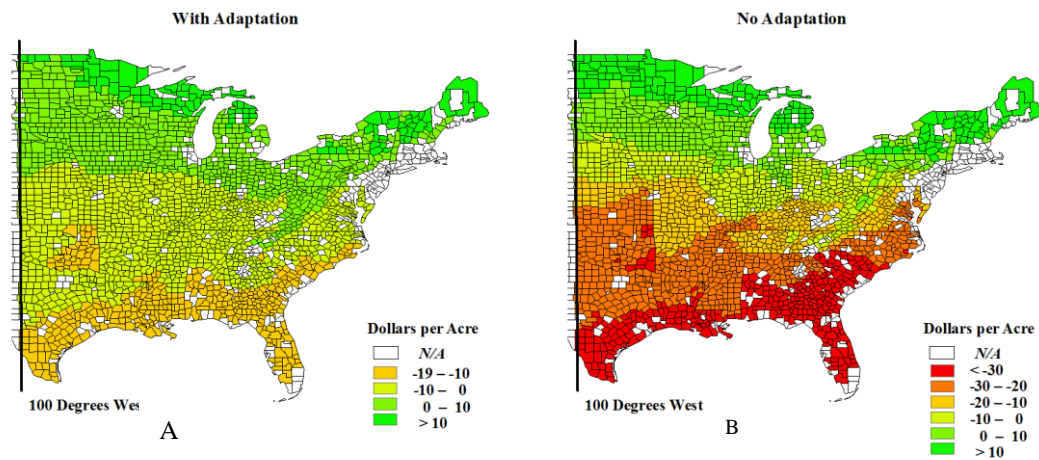 With Adaptation
Dollars per Acre
N/A
-19 – -10
-10 – 0
0 – 10
> 10
100 Degrees Wes
A
No Adaptation
Dollars per Acre
N/A
< -30
-30 – -20
-20 – -10
-10 – 0
0 – 10
> 10
100 Degrees West
B